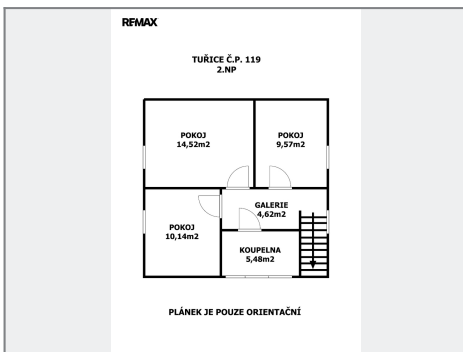 RE/MAX
TUŘICE Č.P. 119
2.NP
POKOJ
14,52m2
POKOJ
9,57m2
GALERIE
4,62m2
POKOJ
10,14m2
KOUPELNA
5,48m2
PLÁNEK JE POUZE ORIENTAČNÍ